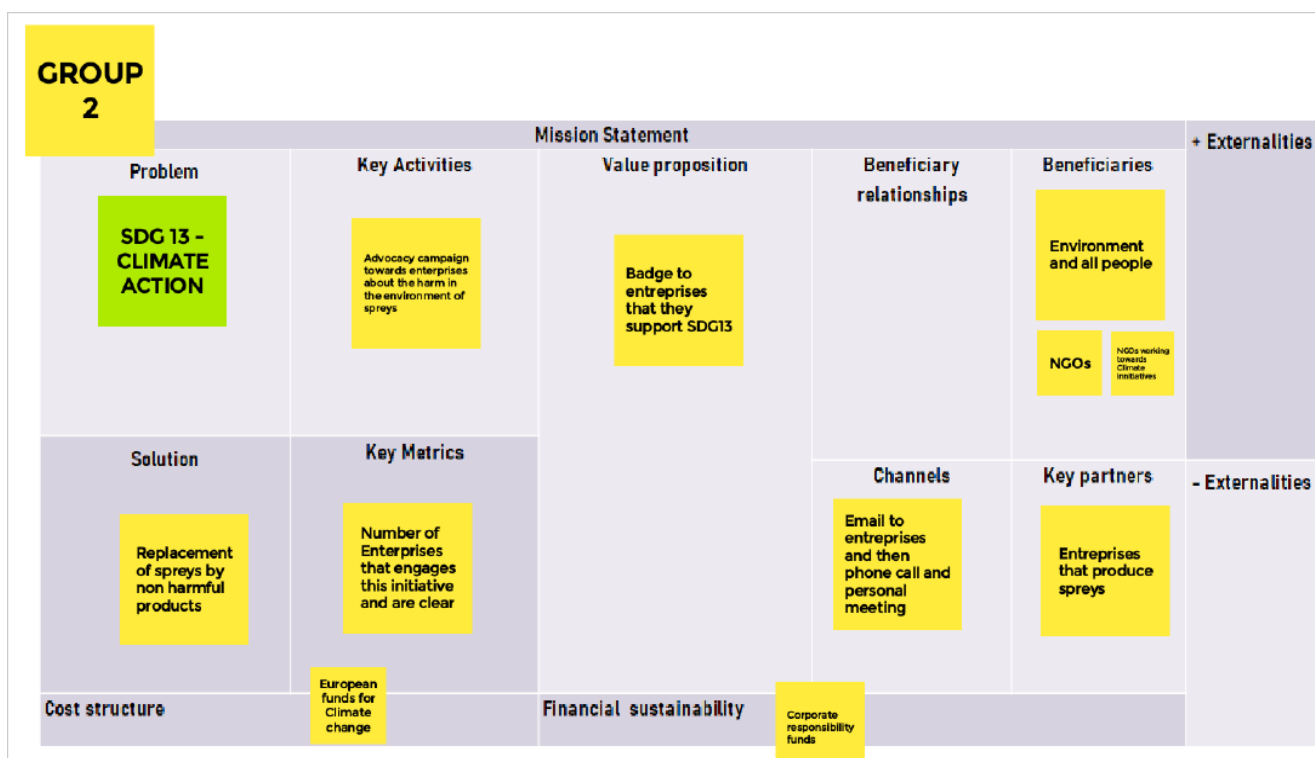 GROUP
2
Mission Statement
+ Externalities
Problem
SDG 13 -
CLIMATE
ACTION
Key Activities
Advocacy campaign
towards enterprises
about the harm in
the environment of
spreys
Value proposition
Badge to
entreprises
that they
support SDG13
Beneficiary
relationships
Beneficiaries
Environment
and all people
NGOs
NGOs working
towards
Climate
innitiatives
Solution
Replacement
of spreys by
non harmful
products
Key Metrics
Number of
Enterprises
that engages
this initiative
and are clear
Channels
Email to
entreprises
and then
phone call and
personal
meeting
Key partners
Entreprises
that produce
spreys
- Externalities
Cost structure
European
funds for
Climate
change
Financial sustainability
Corporate
responsibility
funds